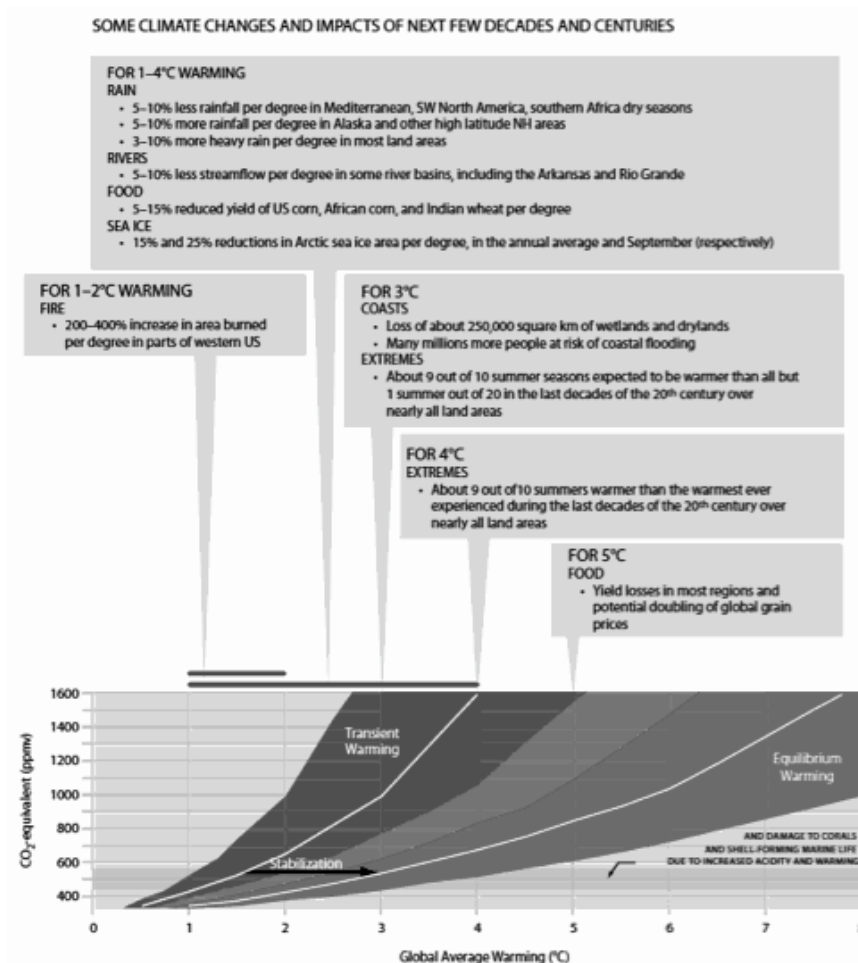 SOME CLIMATE CHANGES AND IMPACTS OF NEXT FEW DECADES AND CENTURIES
FOR 1–4°C WARMING
RAIN
• 5–10% less rainfall per degree in Mediterranean, SW North America, southern Africa dry seasons
• 5–10% more rainfall per degree in Alaska and other high latitude NH areas
• 3–10% more heavy rain per degree in most land areas
RIVERS
• 5–10% less streamflow per degree in some river basins, including the Arkansas and Rio Grande
FOOD
• 5–15% reduced yield of US corn, African corn, and Indian wheat per degree
SEA ICE
• 15% and 25% reductions in Arctic sea ice area per degree, in the annual average and September (respectively)
FOR 1–2°C WARMING
FIRE
• 200–400% increase in area burned
per degree in parts of western US
FOR 3°C
COASTS
• Loss of about 250,000 square km of wetlands and drylands
• Many millions more people at risk of coastal flooding
EXTREMES
• About 9 out of 10 summer seasons expected to be warmer than all but
1 summer out of 20 in the last decades of the 20th century over
nearly all land areas
FOR 4°C
EXTREMES
• About 9 out of10 summers warmer than the warmest ever
experienced during the last decades of the 20th century over
nearly all land areas
FOR 5°C
FOOD
• Yield losses in most regions and
potential doubling of global grain
prices
1600
1400
1200
1000
800
600
400
CO2-equivalent (ppmv)
Transient
Warming
Equilibrium
Warming
Stabilization
AND DAMAGE TO CORALS
AND SHELL-FORMING MARINE LIFE
DUE TO INCREASED ACIDITY AND WARMING
0 1 2 3 4 5 6 7
Global Average Warming (°C)